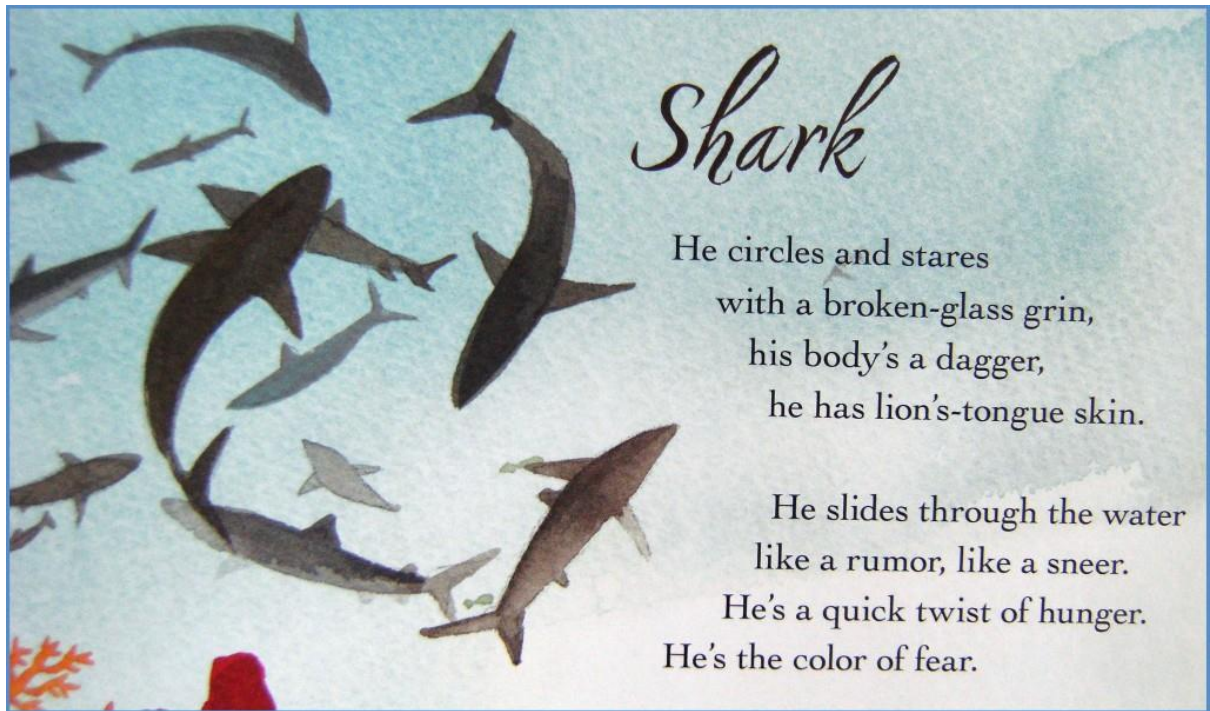 Shark
He circles and stares
with a broken-glass grin,
his body's a dagger,
he has lion's-tongue skin.
He slides through the water
like a rumor, like a sneer.
He's a quick twist of hunger.
He's the color of fear.